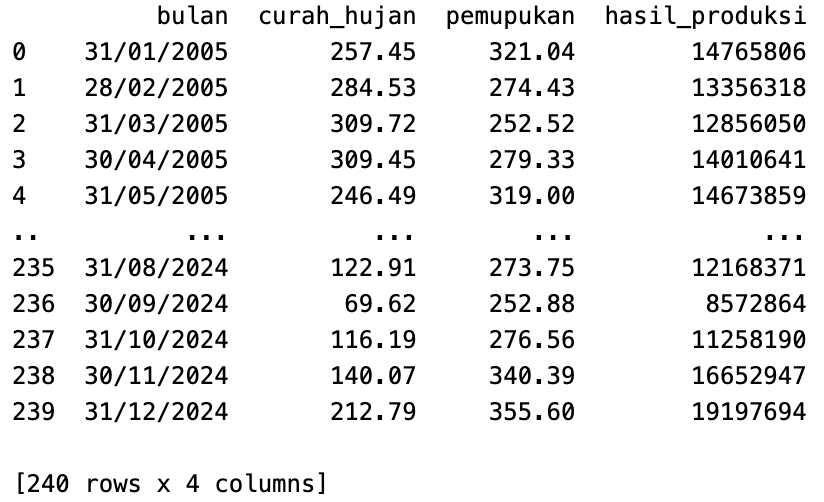 bulan curah_hujan pemupukan hasil_produksi
0 31/01/2005 257.45 321.04 14765806
1 28/02/2005 284.53 274.43 13356318
2 31/03/2005 309.72 252.52 12856050
3 30/04/2005 309.45 279.33 14010641
4 31/05/2005 246.49 319.00 14673859
.. ... ... ... ...
235 31/08/2024 122.91 273.75 12168371
236 30/09/2024 69.62 252.88 8572864
237 31/10/2024 116.19 276.56 11258190
238 30/11/2024 140.07 340.39 16652947
239 31/12/2024 212.79 355.60 19197694
[240 rows x 4 columns]